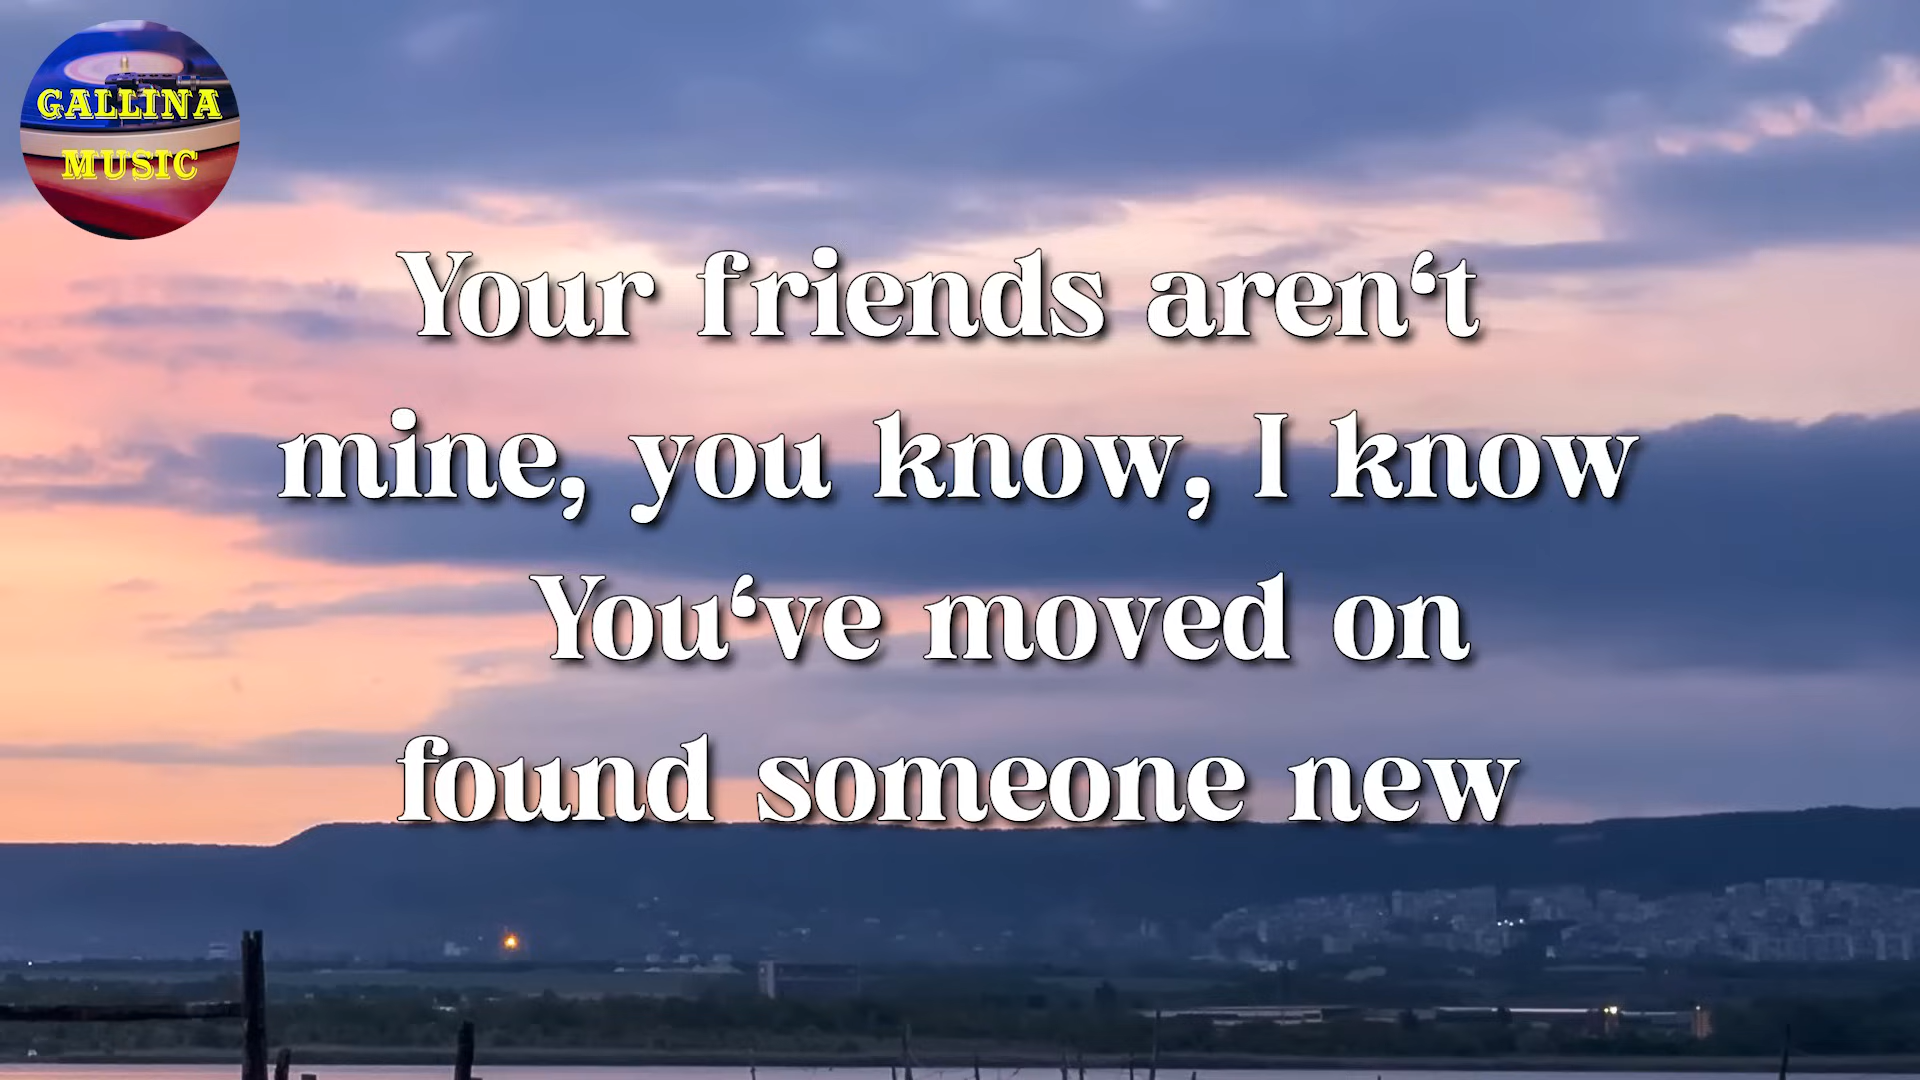 GALLINA
MUSIC
Your friends aren‘t
mine, you know, I know
You‘ve moved on
found someone new